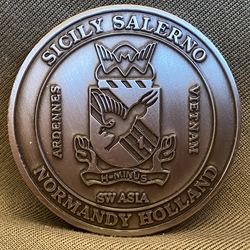 SICILY SALERNO
ARDENNES
VIETNAM
H-MINUS
SW ASIA
NORMANDY HOLLAND